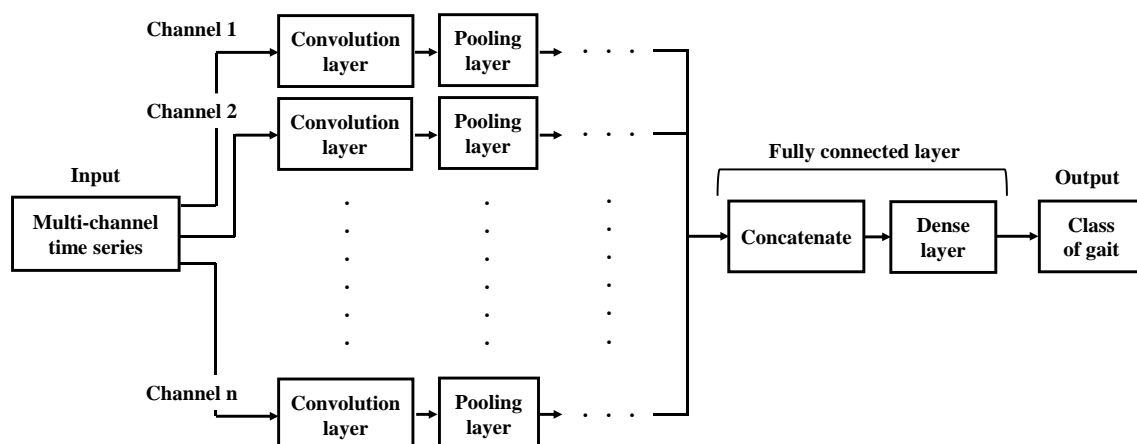 Channel 1
Convolution
layer
Pooling
layer
. . . .
Channel 2
Convolution
layer
Pooling
layer
. . . .
Fully connected layer
Input
Multi-channel
time series
Concatenate
Dense
layer
Output
Class
of gait
Channel n
Convolution
layer
Pooling
layer
. . . .